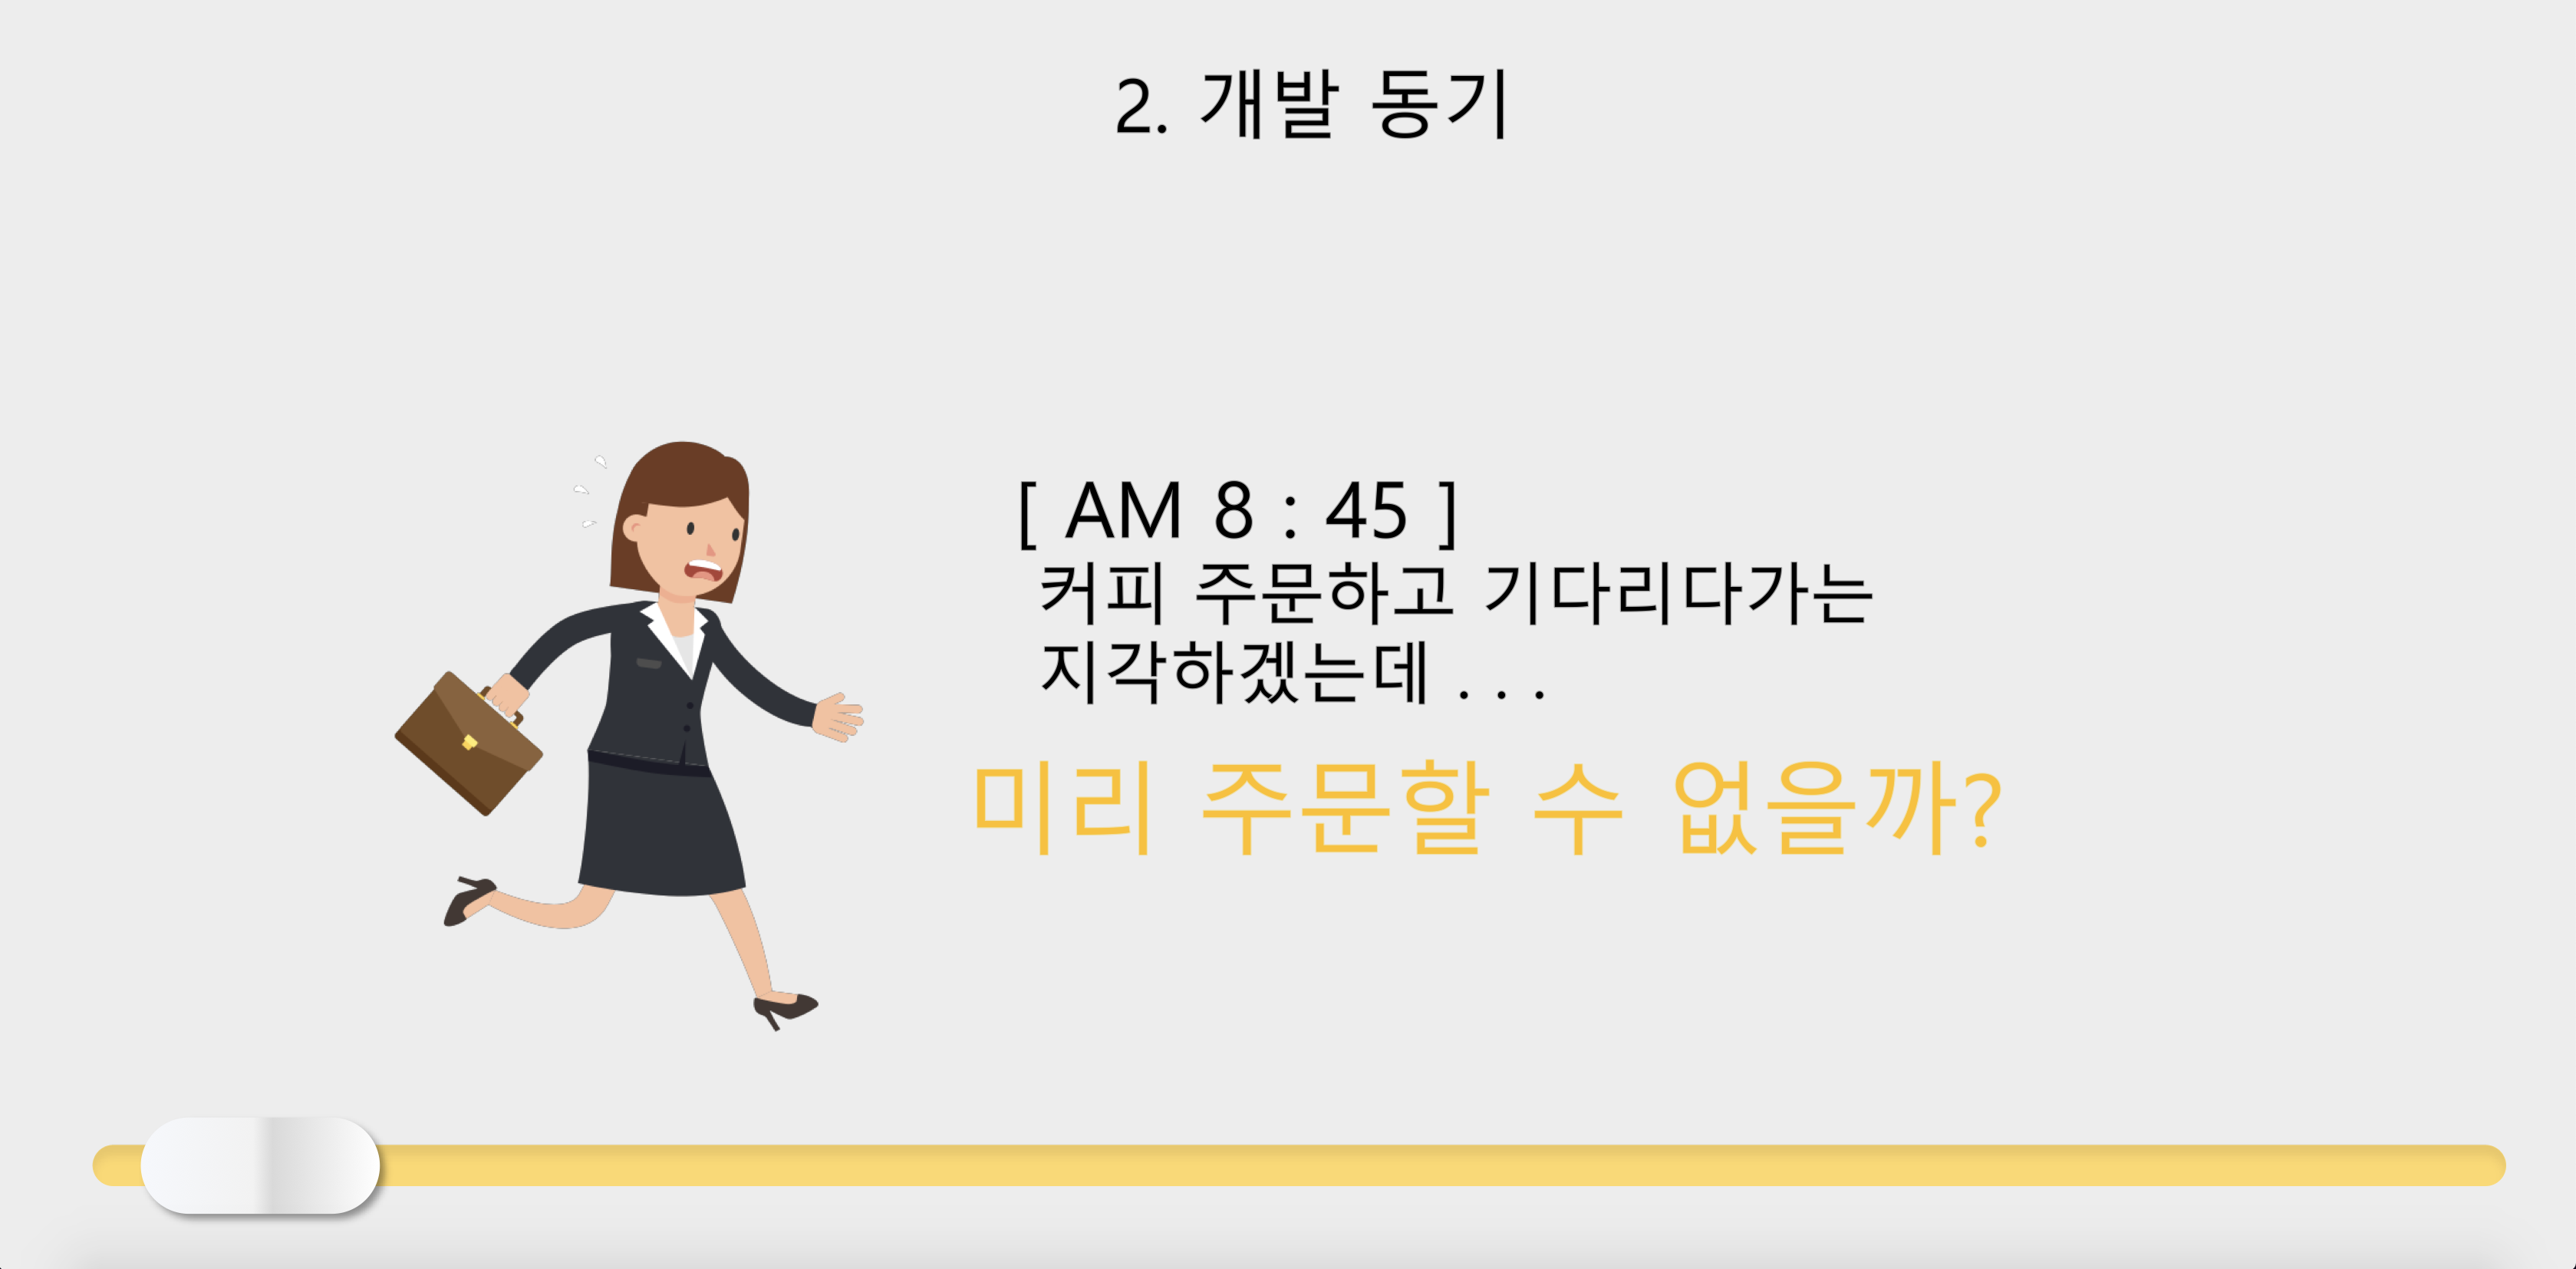 2. 개발 동기
[ AM 8 : 45 ]
커피 주문하고 기다리다가는
지각하겠는데 . . .
미리 주문할 수 없을까?